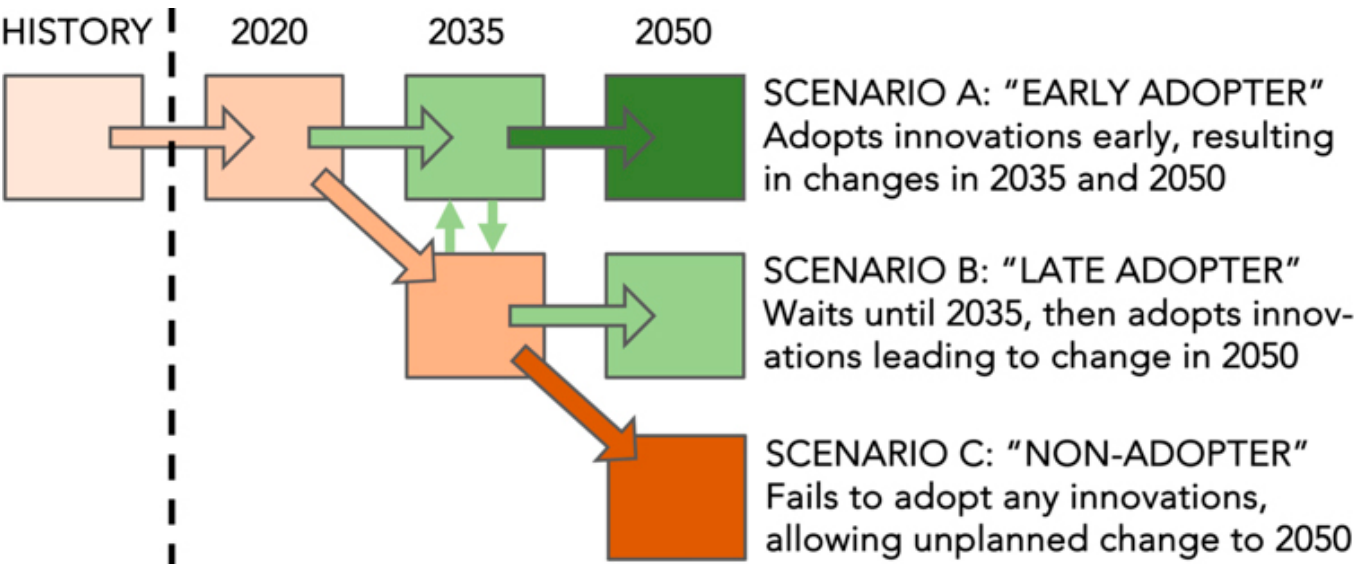 HISTORY 2020 2035 2050
SCENARIO A: "EARLY ADOPTER"
Adopts innovations early, resulting
in changes in 2035 and 2050
SCENARIO B: "LATE ADOPTER"
Waits until 2035, then adopts innov-
ations leading to change in 2050
SCENARIO C: "NON-ADOPTER"
Fails to adopt any innovations,
allowing unplanned change to 2050